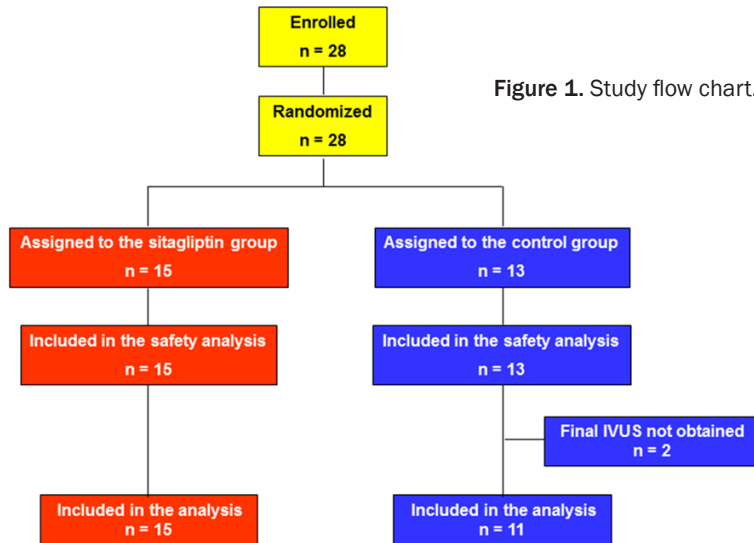 Enrolled
n = 28
Figure 1. Study flow chart.
Randomized
n = 28
Assigned to the sitagliptin group
n = 15
Assigned to the control group
n = 13
Included in the safety analysis
n = 15
Included in the safety analysis
n = 13
Final IVUS not obtained
n = 2
Included in the analysis
n = 15
Included in the analysis
n = 11